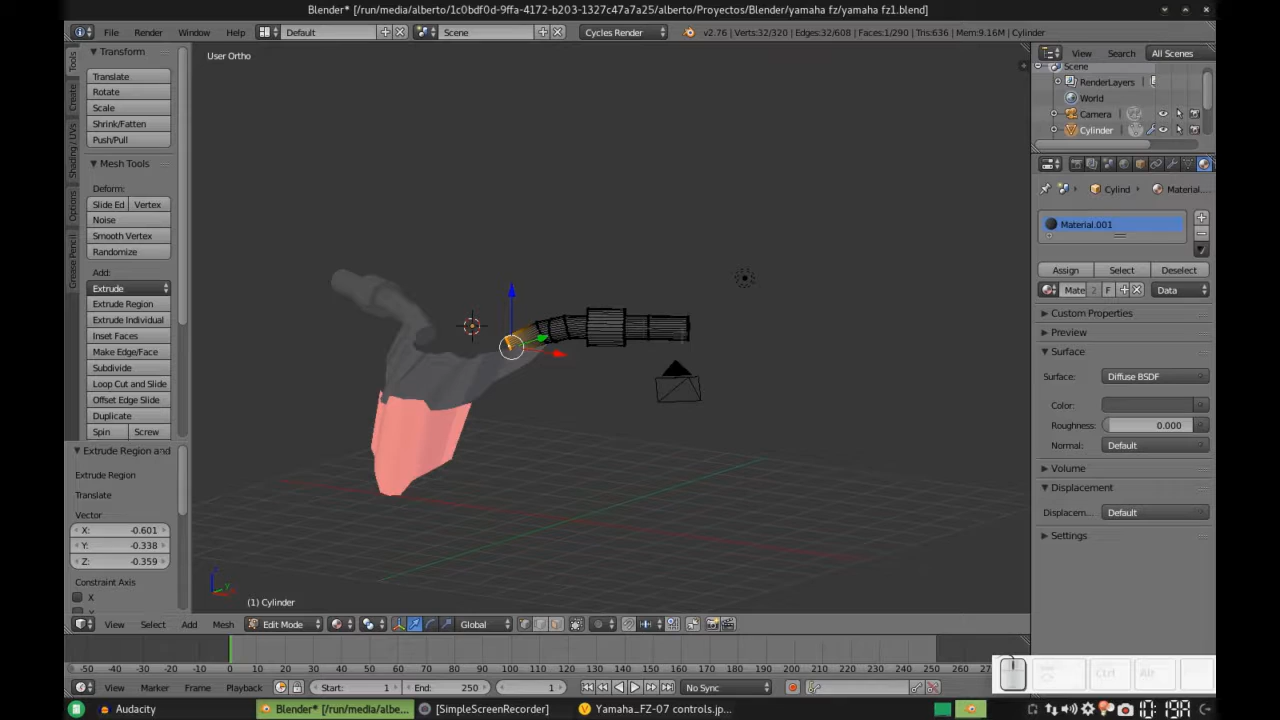 Blender* [/run/media/alberto/1c0bdf0d-9ffa-4172-b203-1327c47a7a25/alberto/Proyectos/Blender/yamaha fz/yamaha fz1.blend]
File Render Window Help Default Scene Cycles Render v2.76 | Verts:32/320 | Edges:32/608 | Faces:1/290 | Tris:636 | Mem:9.16M | Cylinder
View Search All Scenes
Tools
Create
Shading / UVs
Options
Grease Pencil
Transform
Translate
Rotate
Scale
Shrink/Fatten
Push/Pull
Mesh Tools
Deform:
Slide Ed Vertex
Noise
Smooth Vertex
Randomize
Add:
Extrude
Extrude Region
Extrude Individual
Inset Faces
Make Edge/Face
Subdivide
Loop Cut and Slide
Offset Edge Slide
Duplicate
Spin Screw
Extrude Region and
Extrude Region
Translate
Vector
X: -0.601
Y: -0.338
Z: -0.359
Constraint Axis
X
User Ortho
(1) Cylinder
Scene
RenderLayers
World
Camera
Cylinder
Cylind Material....
Material.001
Assign Select Deselect
Mate 2 F Data
Custom Properties
Preview
Surface
Surface: Diffuse BSDF
Color:
Roughness: 0.000
Normal: Default
Volume
Displacement
Displacem... Default
Settings
View Select Add Mesh Edit Mode Global
-50 -40 -30 -20 -10 0 10 20 30 40 50 60 70 80 90 100 110 120 130 140 150 160 170 180 190 200 210 220 230 240 250 260
View Marker Frame Playback Start: 1 End: 250 1 No Sync
Ctrl Alt
Audacity Blender* [/run/media/albe... [SimpleScreenRecorder] Yamaha_FZ-07 controls.jp...